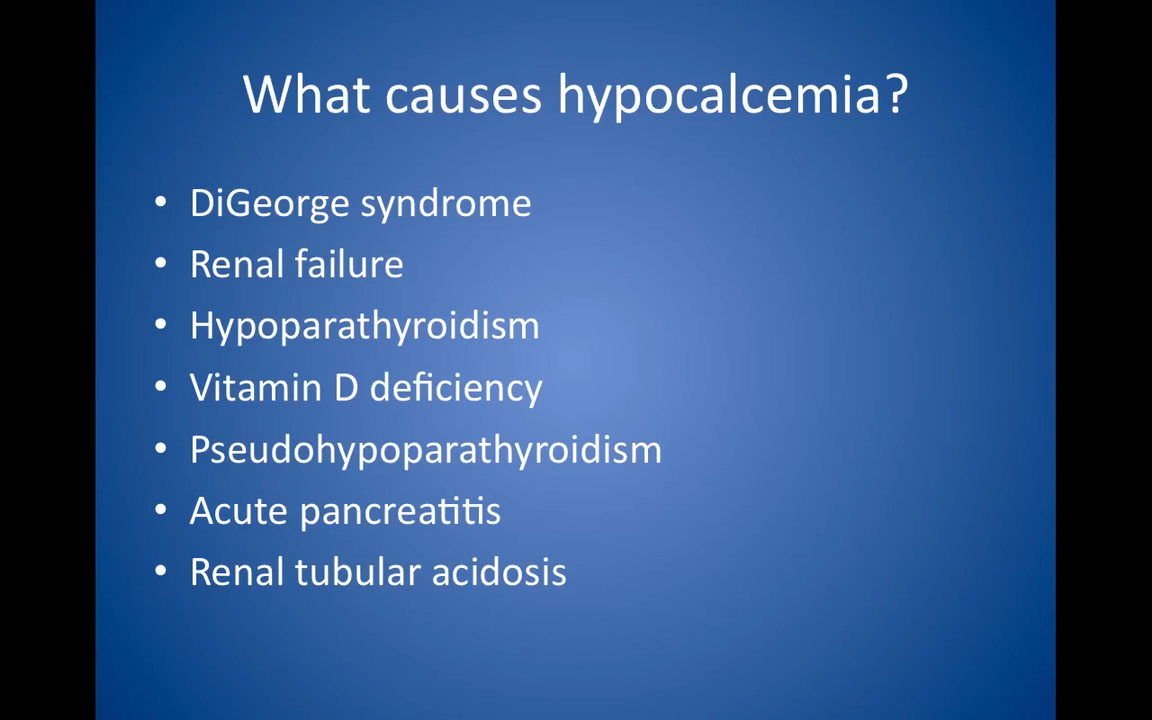 What causes hypocalcemia?
• DiGeorge syndrome
• Renal failure
• Hypoparathyroidism
• Vitamin D deficiency
• Pseudohypoparathyroidism
• Acute pancreatitis
• Renal tubular acidosis